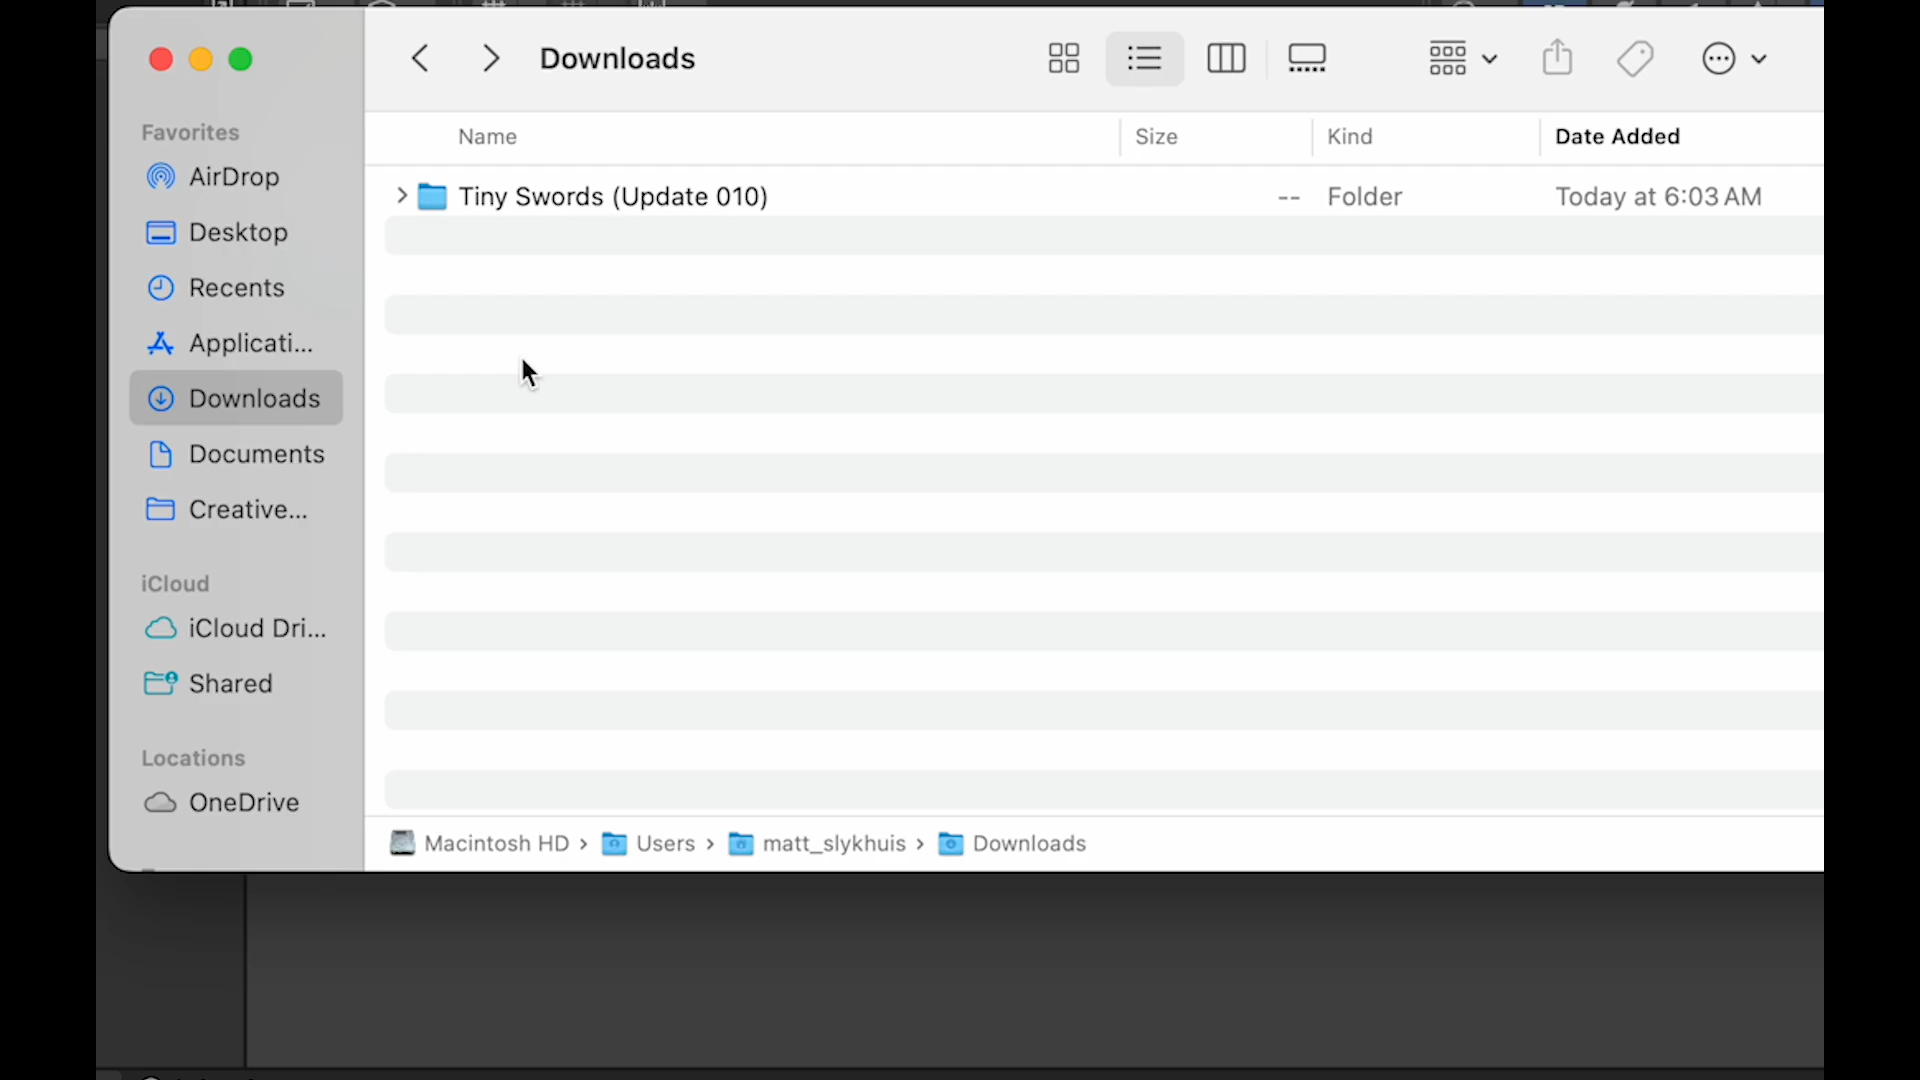 Downloads
Favorites
AirDrop
Desktop
Recents
Applicati...
Downloads
Documents
Creative...
iCloud
iCloud Dri...
Shared
Locations
OneDrive
Name Size Kind Date Added
Tiny Swords (Update 010) -- Folder Today at 6:03 AM
Macintosh HD › Users › matt_slykhuis › Downloads